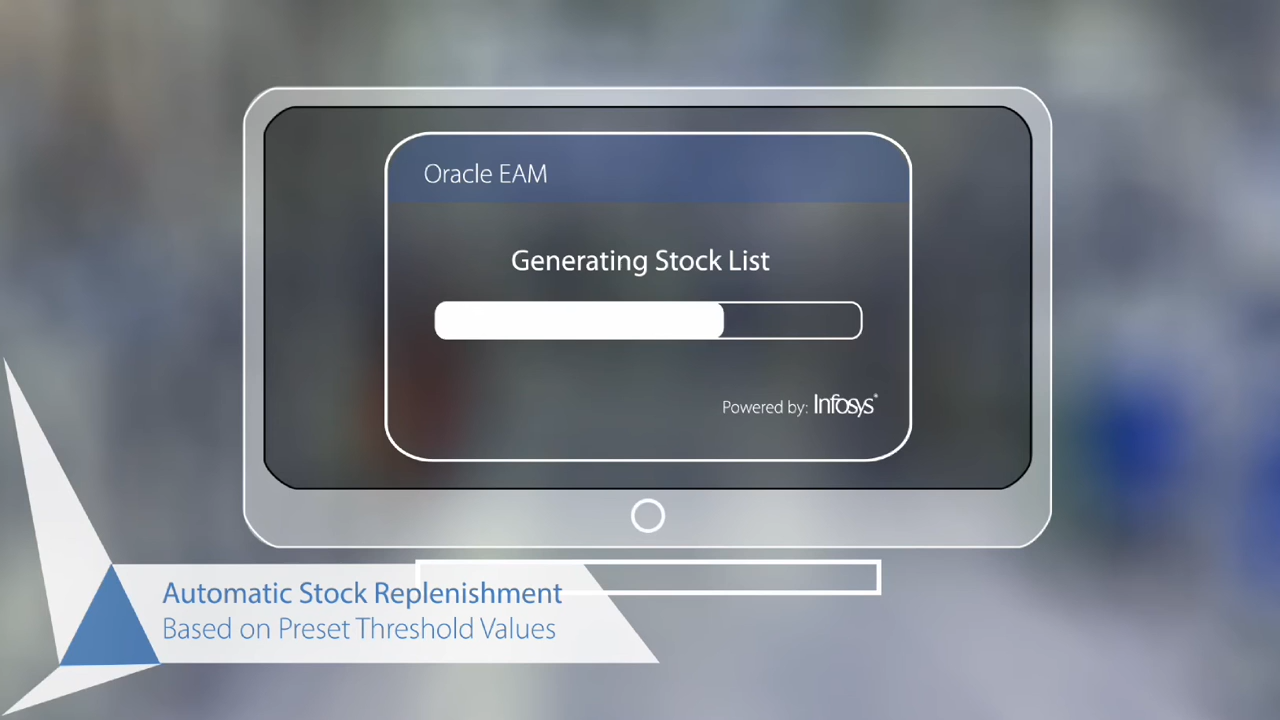 Oracle EAM
Generating Stock List
Powered by: Infosys®
Automatic Stock Replenishment
Based on Preset Threshold Values